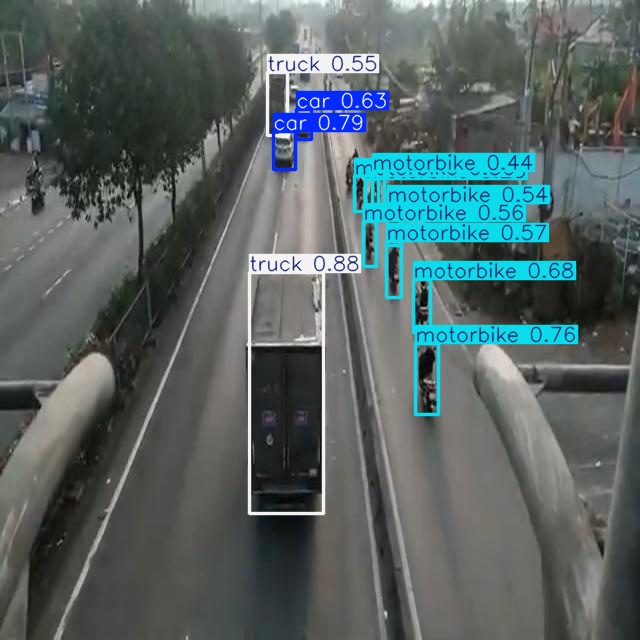 truck 0.55
car 0.63
car 0.79
motorbike 0.44
motorbike 0.54
motorbike 0.56
motorbike 0.57
truck 0.88
motorbike 0.68
motorbike 0.76